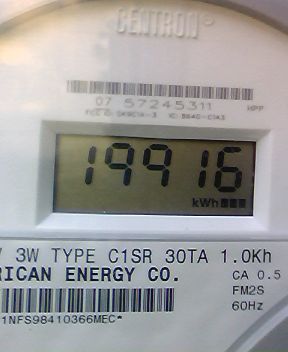 CENTRON
07 57245311 HPP
19916
kWh
3W TYPE C1SR 30TA 1.0Kh
RICAN ENERGY CO. CA 0.5
FM2S
60Hz
1NFS98410366MEC*